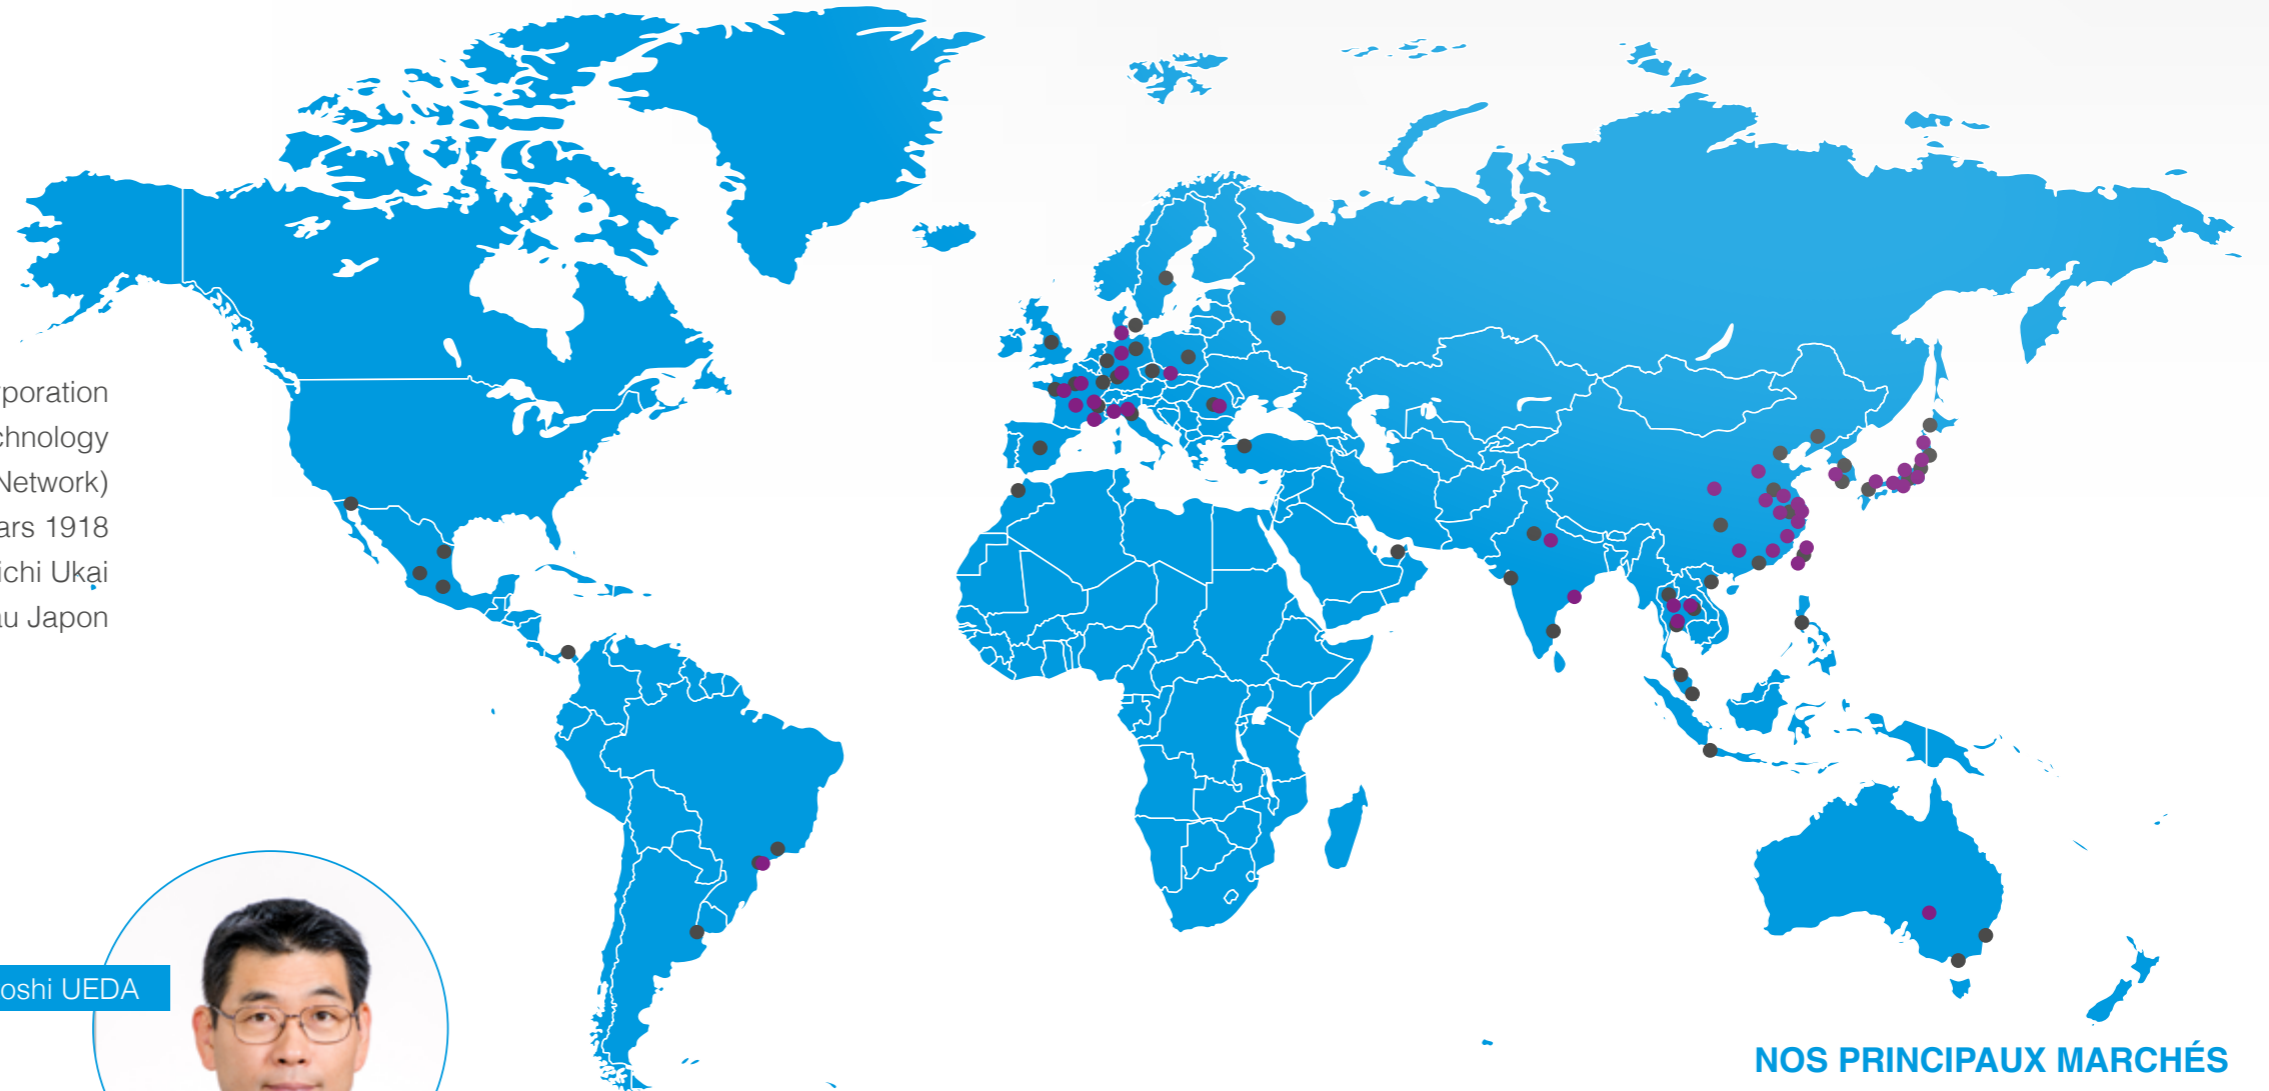 rporation
chnology
Network)
ars 1918
ichi Ukai
au Japon
oshi UEDA
NOS PRINCIPAUX MARCHÉS